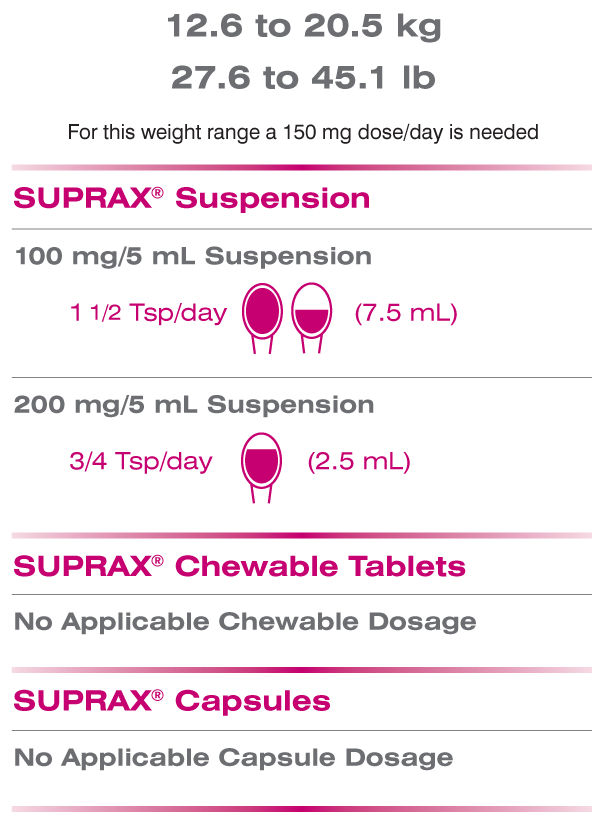 12.6 to 20.5 kg
27.6 to 45.1 lb
For this weight range a 150 mg dose/day is needed
SUPRAX® Suspension
100 mg/5 mL Suspension
1 1/2 Tsp/day (7.5 mL)
200 mg/5 mL Suspension
3/4 Tsp/day (2.5 mL)
SUPRAX® Chewable Tablets
No Applicable Chewable Dosage
SUPRAX® Capsules
No Applicable Capsule Dosage